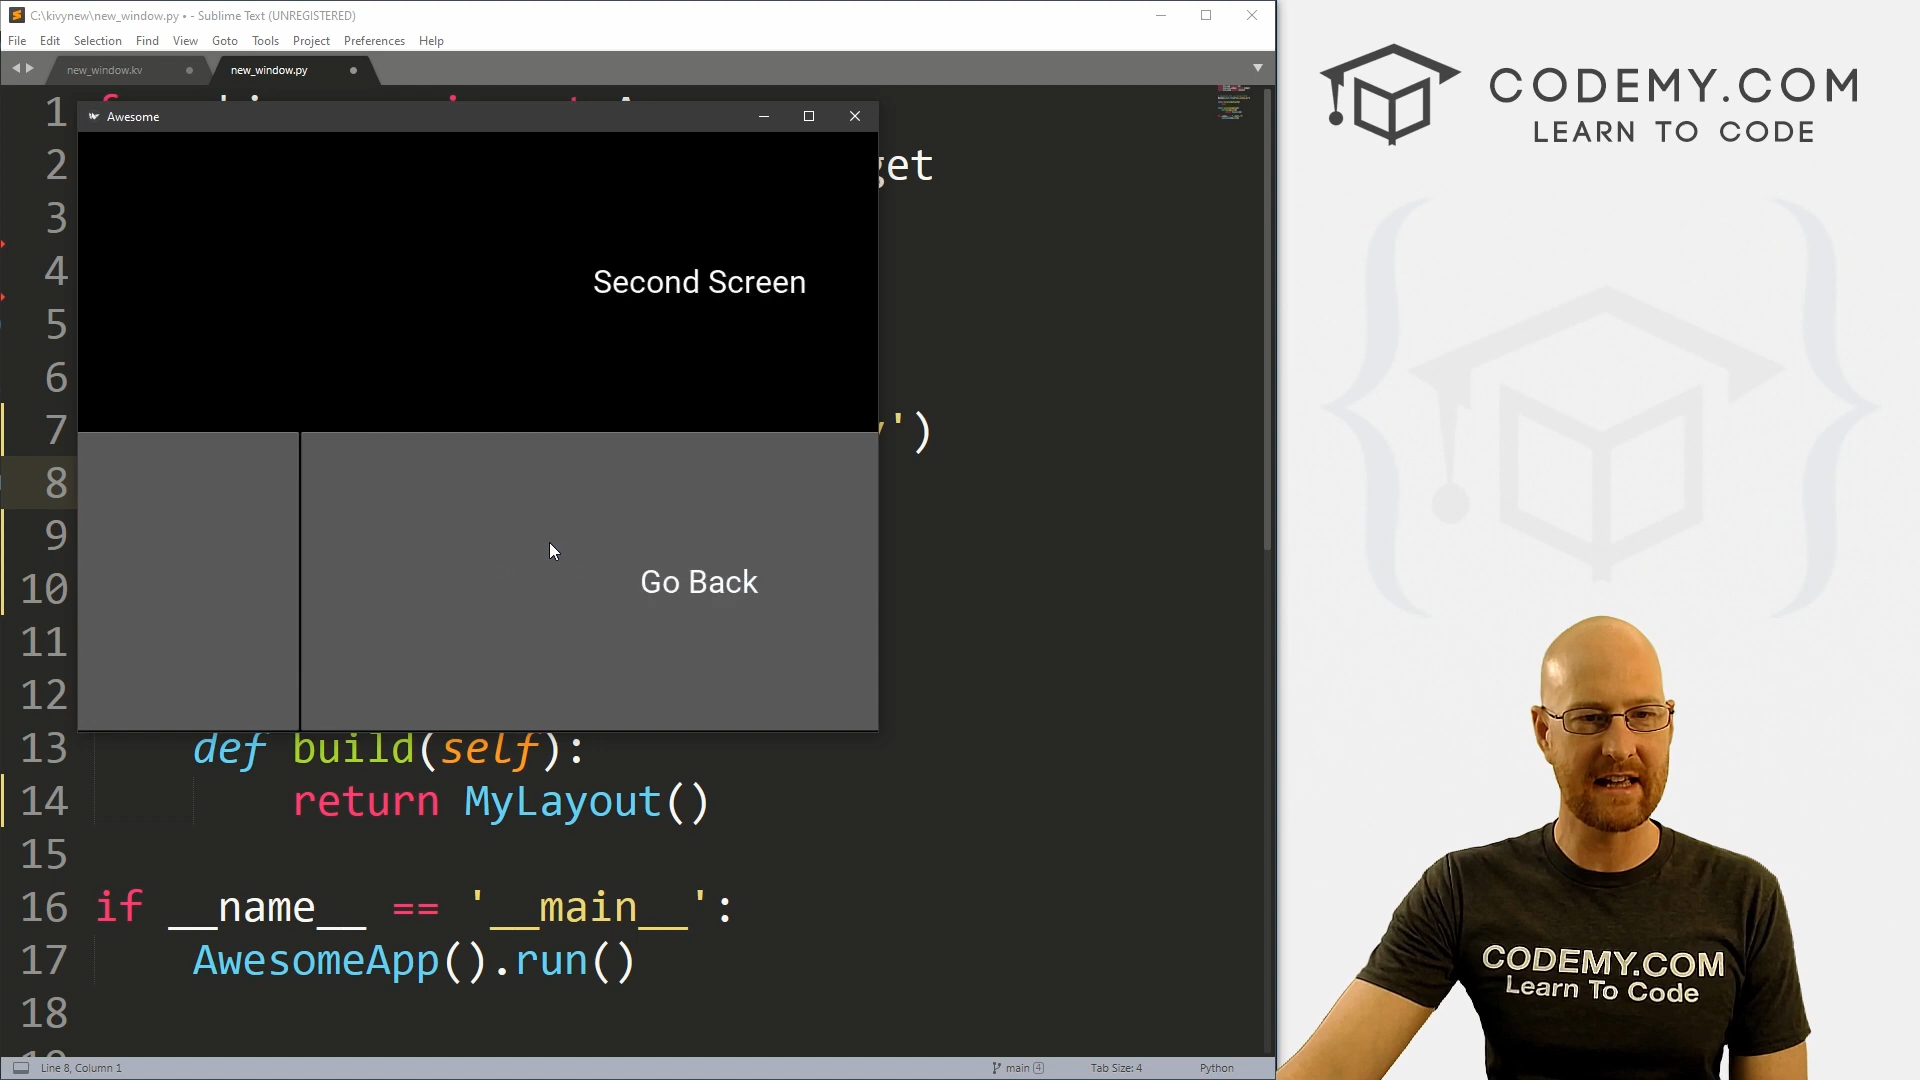 C:\kivynew\new_window.py • - Sublime Text (UNREGISTERED)
File Edit Selection Find View Goto Tools Project Preferences Help
new_window.kv new_window.py
1
Awesome
2 get
3
Second Screen
4
5
6
7 ')
8
9
10
Go Back
11
12
13 def build(self):
14 return MyLayout()
15
16 if __name__ == '__main__':
17 AwesomeApp().run()
18
Line 8, Column 1 main 4 Tab Size: 4 Python
CODEMY.COM
LEARN TO CODE
CODEMY.COM
Learn To Code